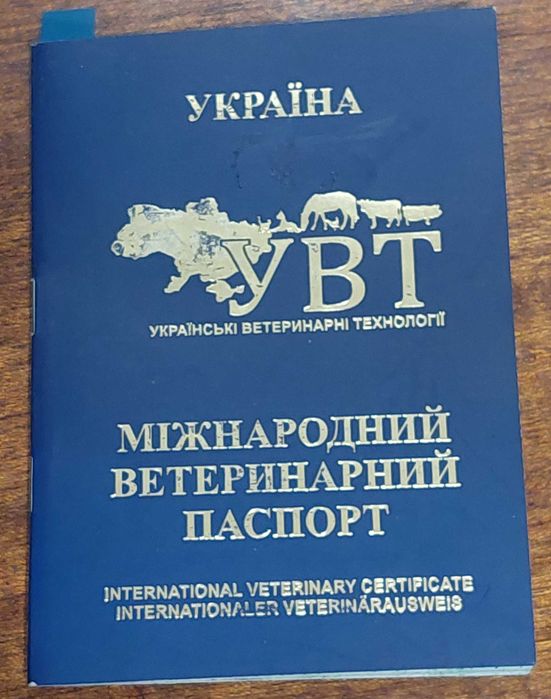 УКРАЇНА
УВТ
УКРАЇНСЬКІ ВЕТЕРИНАРНІ ТЕХНОЛОГІЇ
МІЖНАРОДНИЙ
ВЕТЕРИНАРНИЙ
ПАСПОРТ
INTERNATIONAL VETERINARY CERTIFICATE
INTERNATIONALER VETERINÄRAUSWEIS